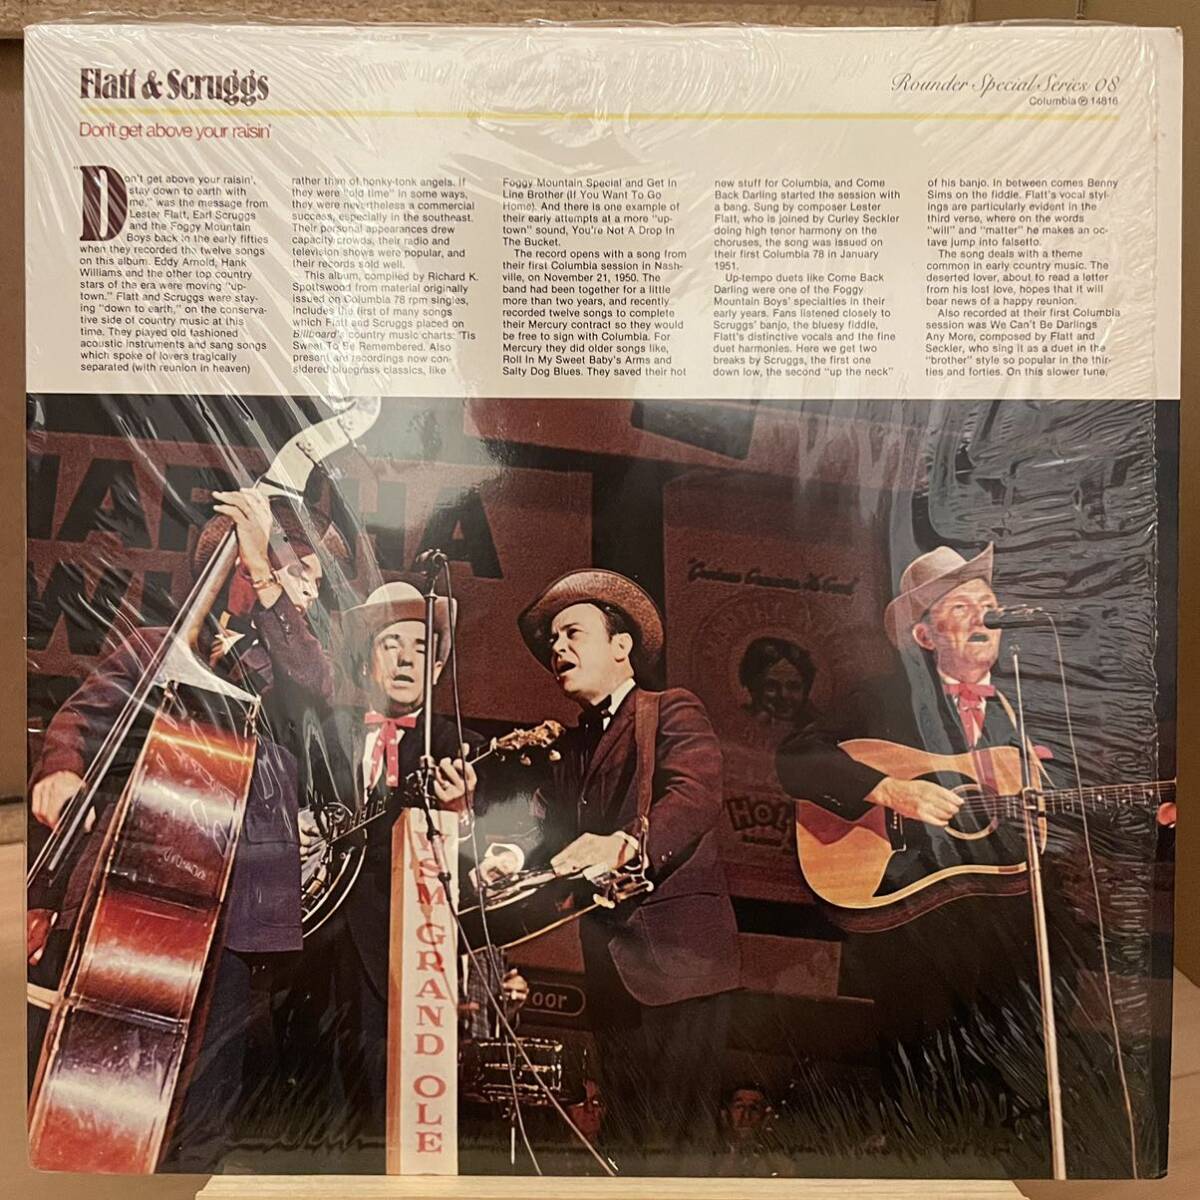 Flatt & Scruggs
Rounder Special Series 08
Columbia Ⓟ 14816
Don't get above your raisin'
"Don't get above your raisin',
stay down to earth with
me." was the message from
Lester Flatt, Earl Scruggs
and the Foggy Mountain
Boys back in the early fifties
when they recorded the twelve songs
on this album. Eddy Arnold, Hank
Williams and the other top country
stars of the era were moving "up-
town." Flatt and Scruggs were stay-
ing "down to earth," on the conserva-
tive side of country music at this
time. They played old fashioned
acoustic instruments and sang songs
which spoke of lovers tragically
separated (with reunion in heaven)
rather than of honky-tonk angels. If
they were "old time" in some ways,
they were nevertheless a commercial
success, especially in the southeast.
Their personal appearances drew
capacity crowds, their radio and
television shows were popular, and
their records sold well.
This album, compiled by Richard K.
Spottswood from material originally
issued on Columbia 78 rpm singles,
includes the first of many songs
which Flatt and Scruggs placed on
Billboard's country music charts: 'Tis
Sweet To Be Remembered. Also
present are recordings now con-
sidered bluegrass classics, like
Foggy Mountain Special and Get In
Line Brother (If You Want To Go
Home). And there is one example of
their early attempts at a more "up-
town" sound, You're Not A Drop In
The Bucket.
The record opens with a song from
their first Columbia session in Nash-
ville, on November 21, 1950. The
band had been together for a little
more than two years, and recently
recorded twelve songs to complete
their Mercury contract so they would
be free to sign with Columbia. For
Mercury they did older songs like,
Roll In My Sweet Baby's Arms and
Salty Dog Blues. They saved their hot
new stuff for Columbia, and Come
Back Darling started the session with
a bang. Sung by composer Lester
Flatt, who is joined by Curley Seckler
doing high tenor harmony on the
choruses, the song was issued on
their first Columbia 78 in January
1951.
Up-tempo duets like Come Back
Darling were one of the Foggy
Mountain Boys' specialties in their
early years. Fans listened closely to
Scruggs' banjo, the bluesy fiddle,
Flatt's distinctive vocals and the fine
duet harmonies. Here we get two
breaks by Scruggs, the first one
down low, the second "up the neck"
of his banjo. In between comes Benny
Sims on the fiddle. Flatt's vocal styl-
ings are particularly evident in the
third verse, where on the words
"will" and "matter" he makes an oc-
tave jump into falsetto.
The song deals with a theme
common in early country music. The
deserted lover, about to read a letter
from his lost love, hopes that it will
bear news of a happy reunion.
Also recorded at their first Columbia
session was We Can't Be Darlings
Any More, composed by Flatt and
Seckler, who sing it as a duet in the
"brother" style so popular in the thir-
ties and forties. On this slower tune,
HA
WSM GRAND OLE
HOL
oor